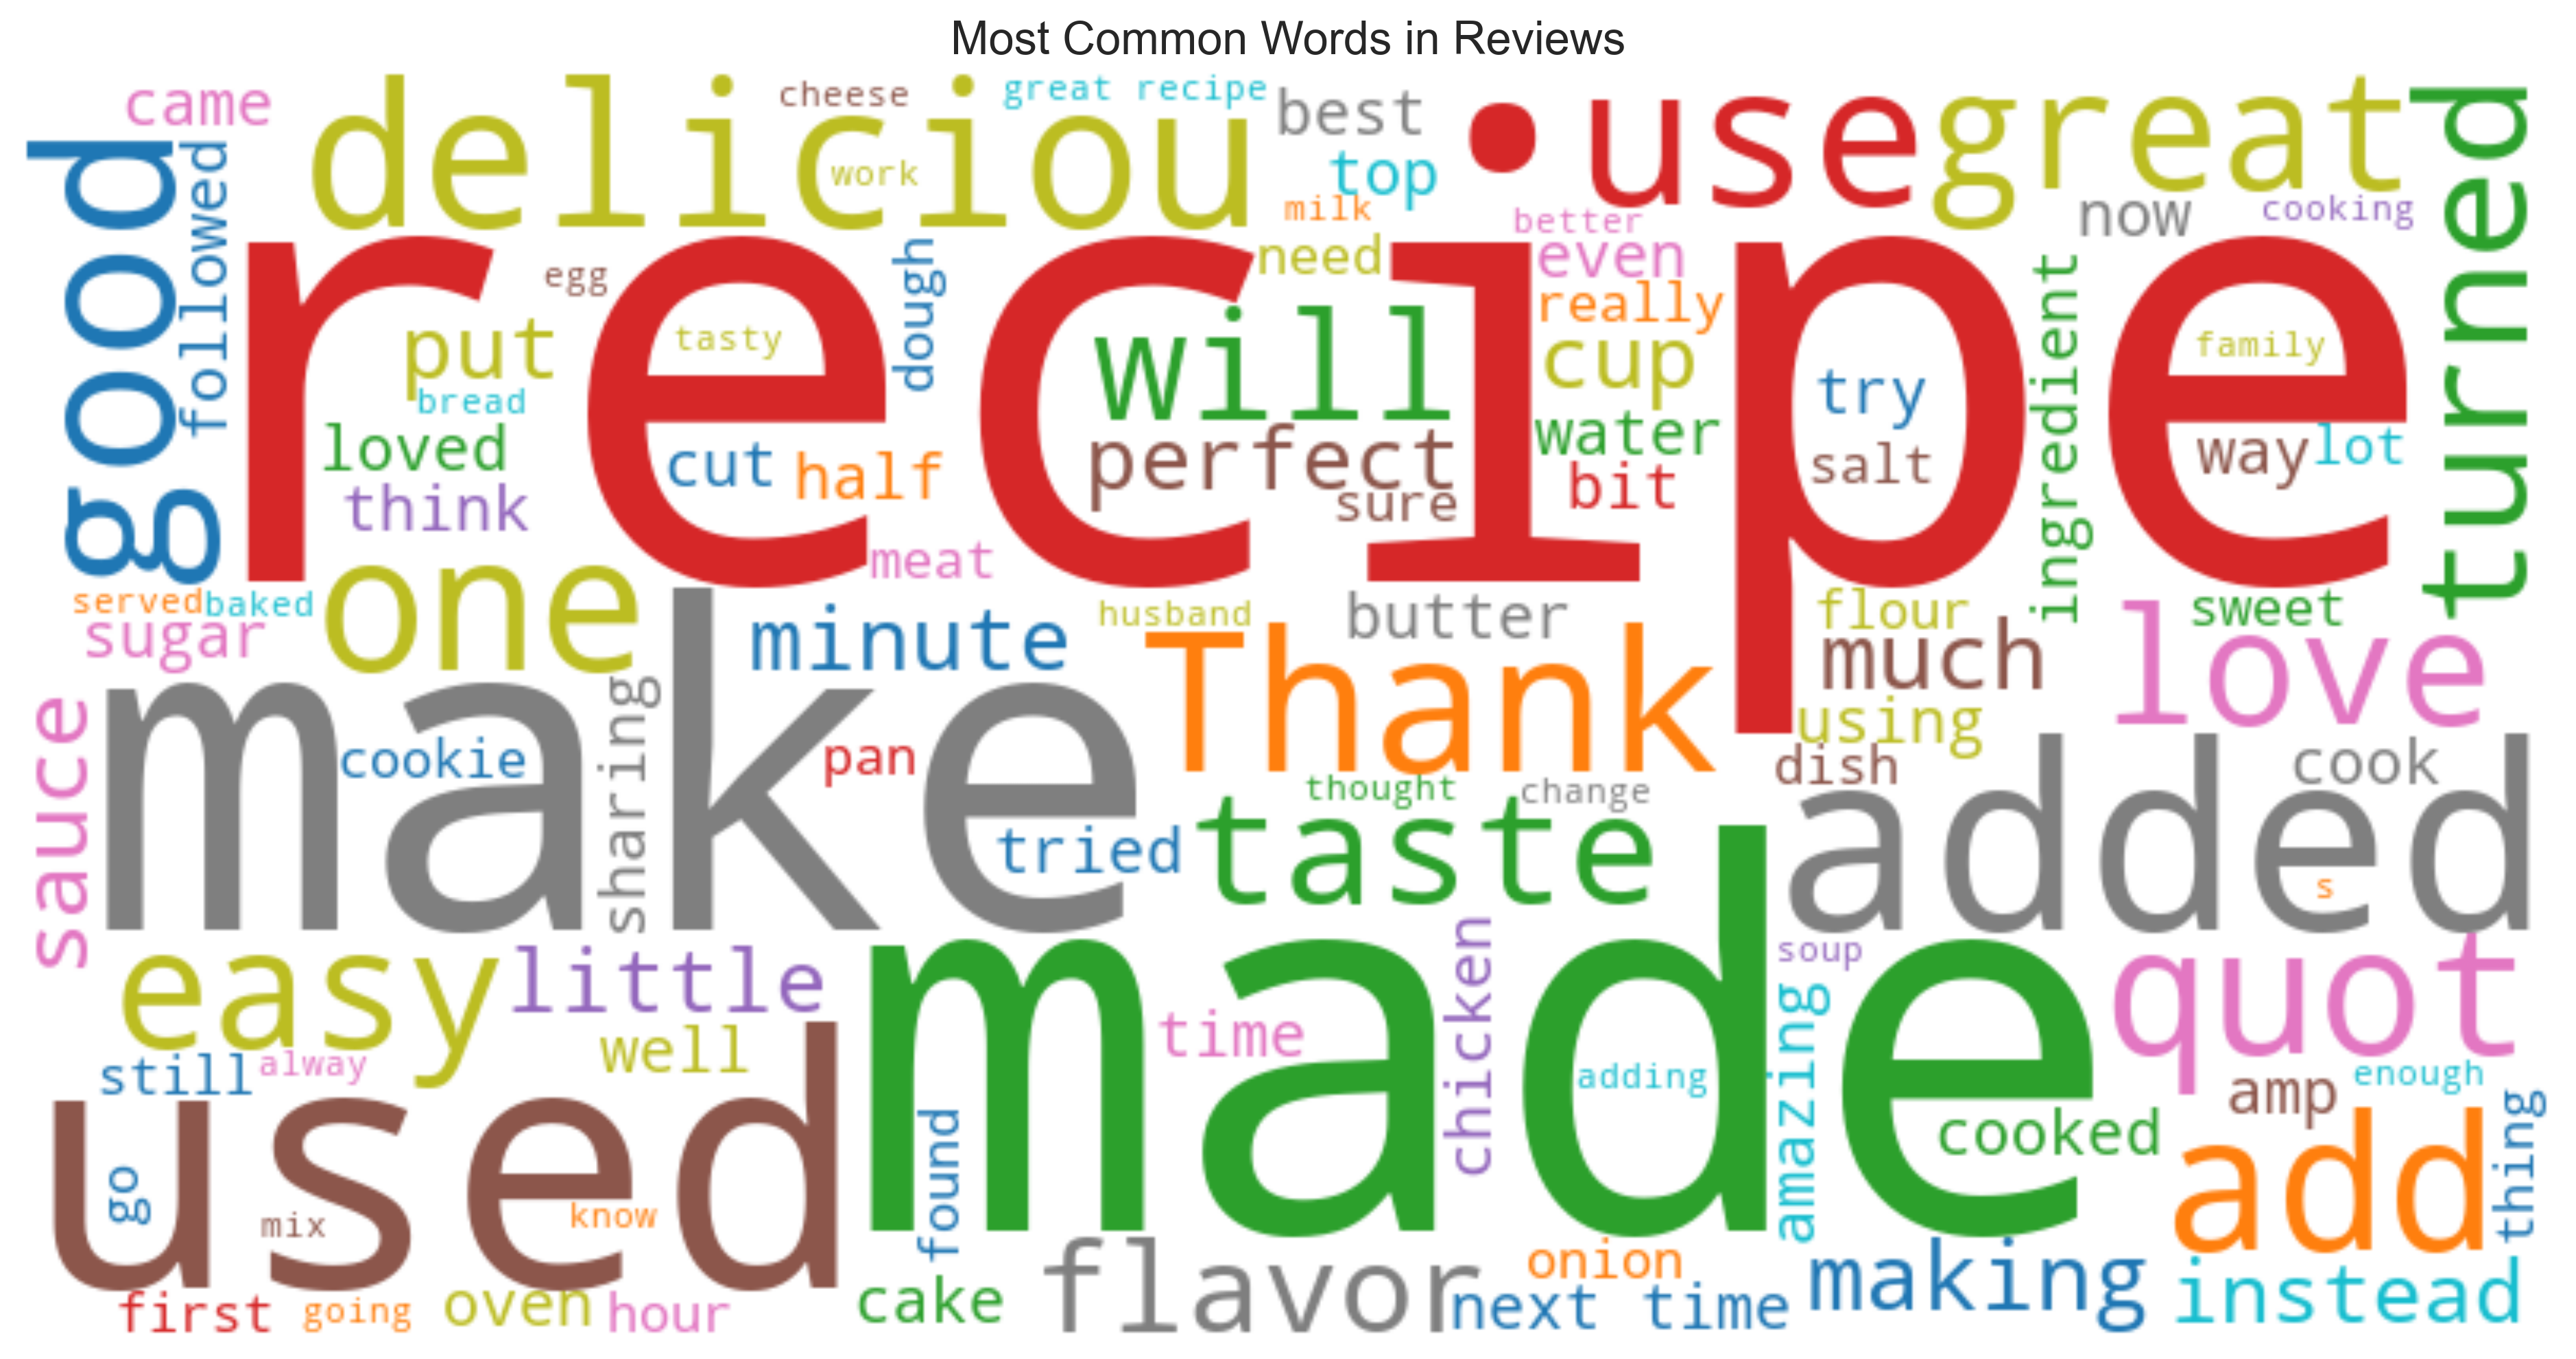 Most Common Words in Reviews
came
deliciou
cheese
great recipe
best
use
great
turned
good
followed
work
top
milk
better
now
cooking
recipe
egg
dough
need
even
really
ingredient
put
tasty
will
cup
try
family
bread
loved
cut
half
perfect
sure
water
bit
salt
way
lot
think
meat
served
baked
sugar
one
minute
husband
butter
flour
sweet
Thank
much
love
using
sauce
make
cookie
sharing
pan
tried
thought
change
dish
cook
taste
added
s
easy
little
well
made
time
chicken
soup
amazing
quot
still
alway
adding
amp
enough
used
go
mix
know
found
cooked
add
thing
first
going
oven
hour
cake
flavor
onion
next time
making
instead